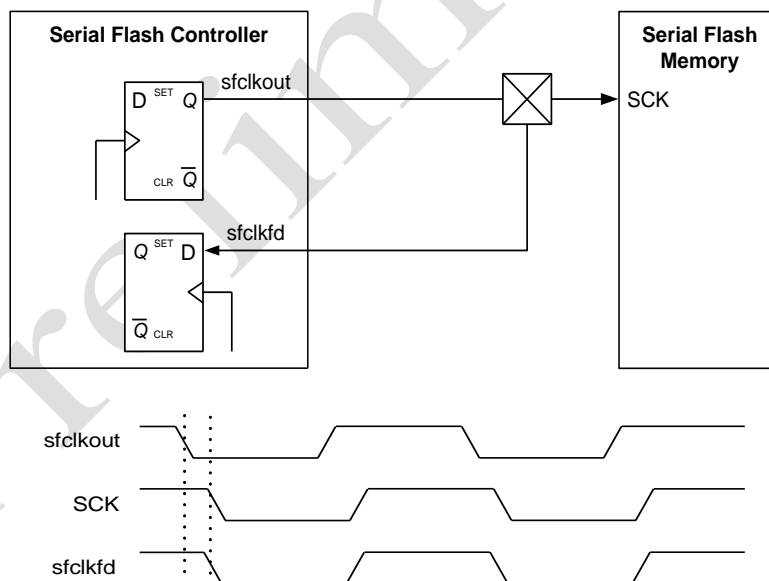 Serial Flash Controller
Serial Flash
Memory
D SET Q
CLR Q
sfclkout
SCK
sfclkfd
Q SET D
Q CLR
sfclkout
SCK
sfclkfd